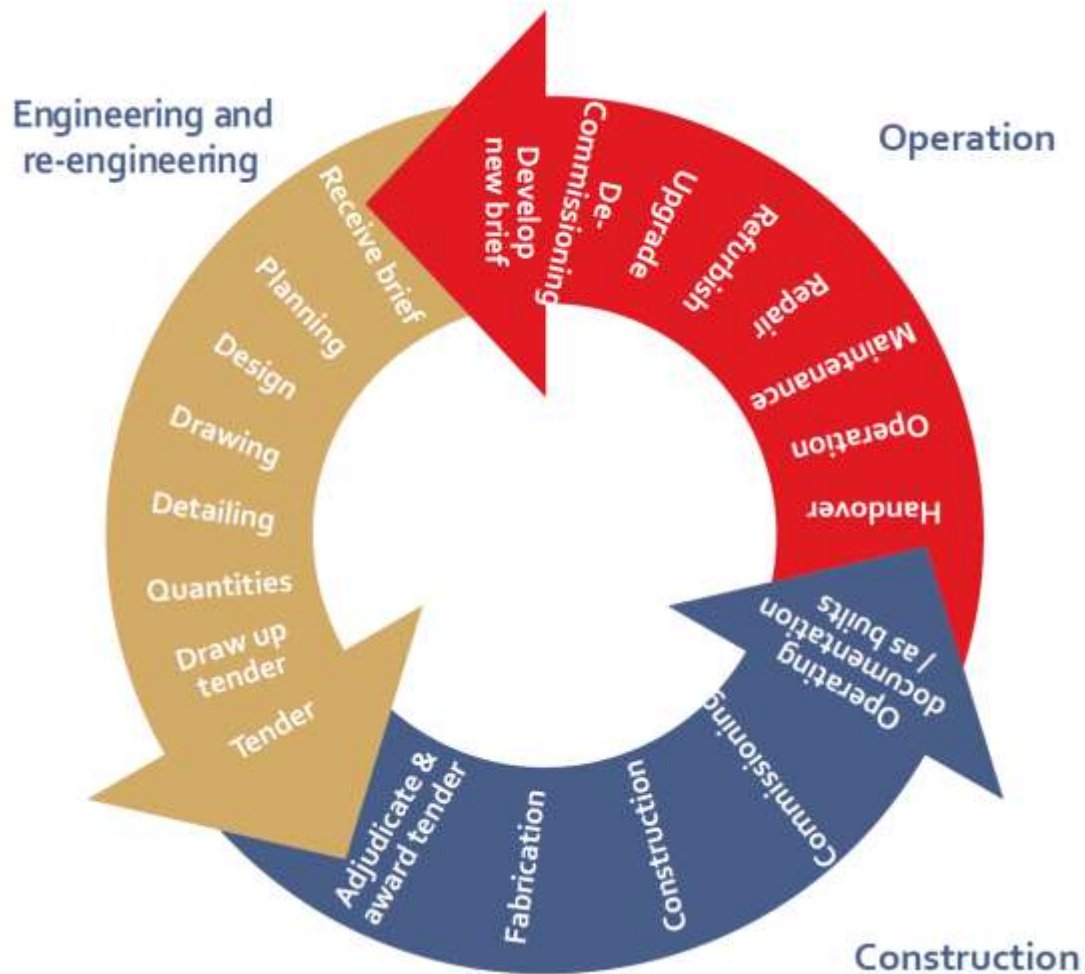 Engineering and
re-engineering
Receive brief
Planning
Design
Drawing
Detailing
Quantities
Draw up
tender
Tender
Adjudicate &
award tender
Fabrication
Construction
Commissioning
Operating
documentation
/ as builts
Construction
Handover
Operation
Maintenance
Repair
Refurbish
Upgrade
De-
Commissioning
Develop
new brief
Operation